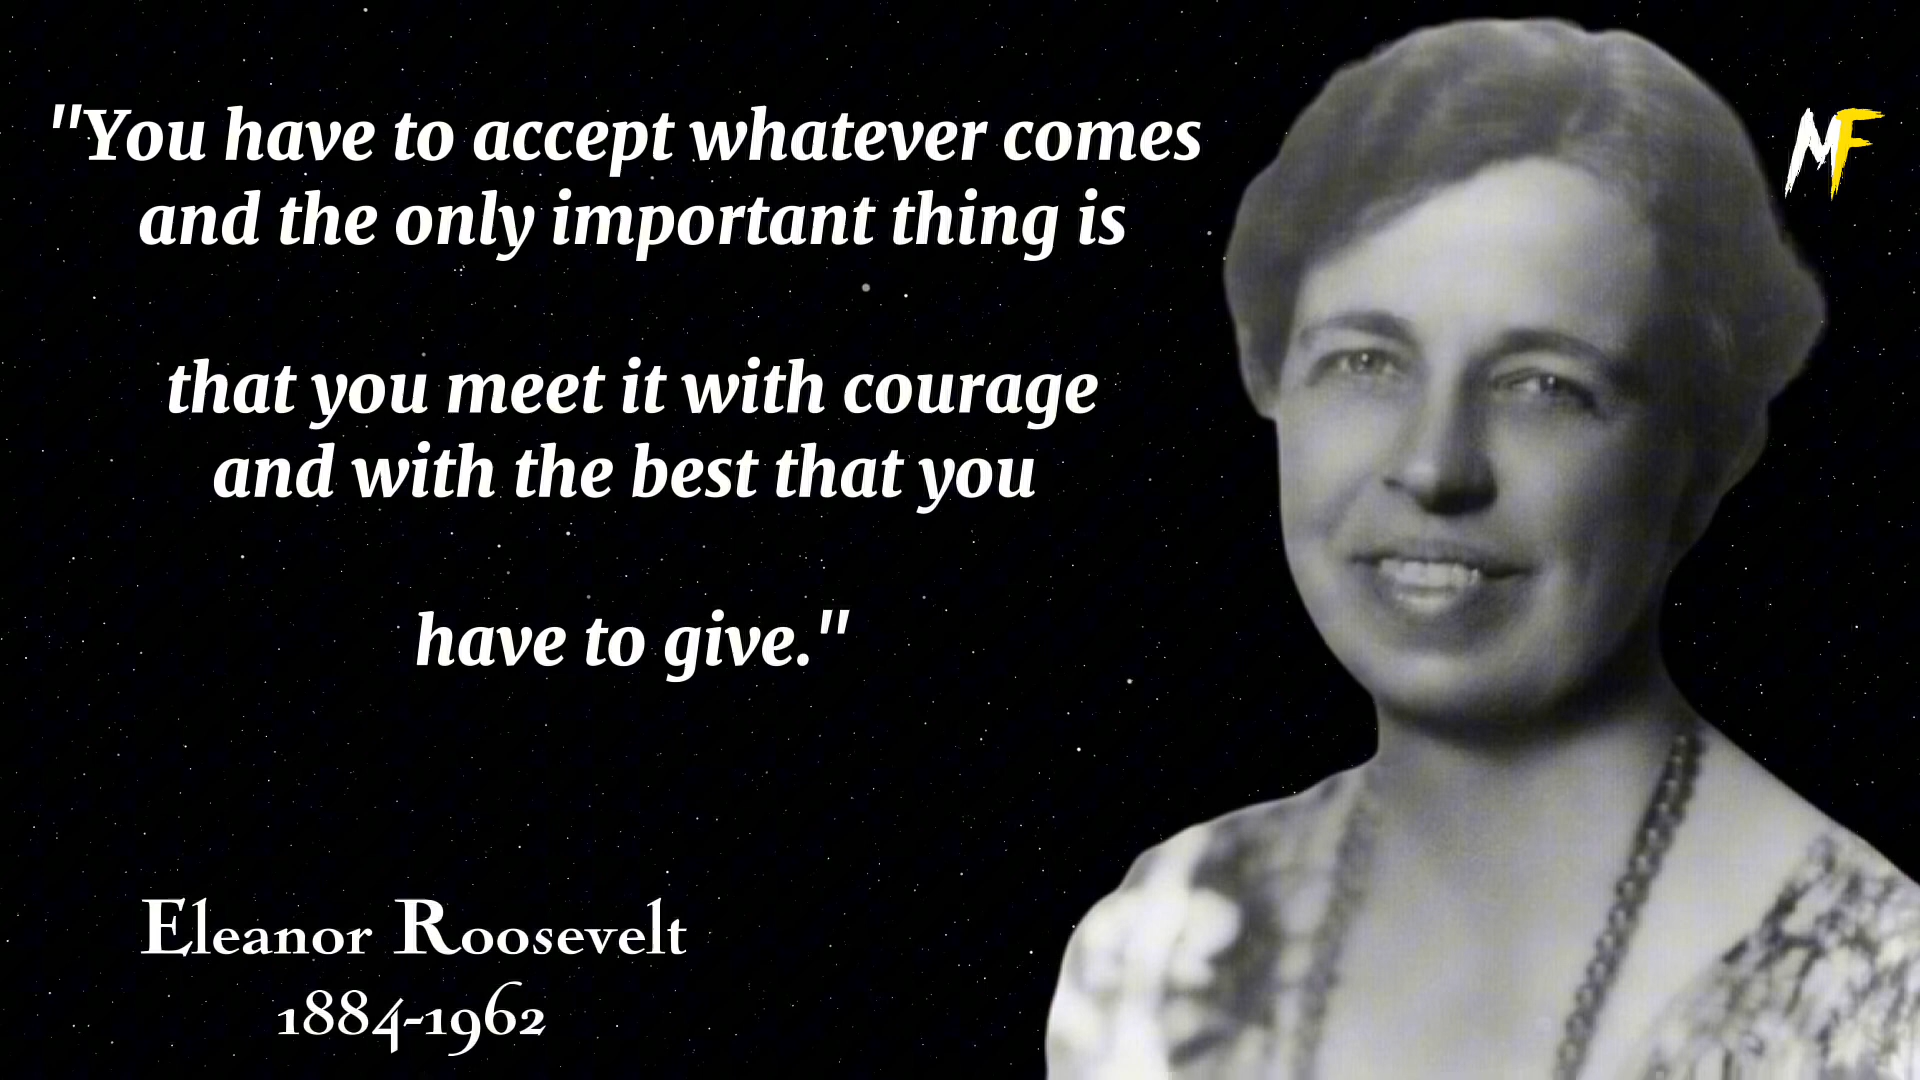 "You have to accept whatever comes
and the only important thing is
that you meet it with courage
and with the best that you
have to give."
MF
Eleanor Roosevelt
1884-1962